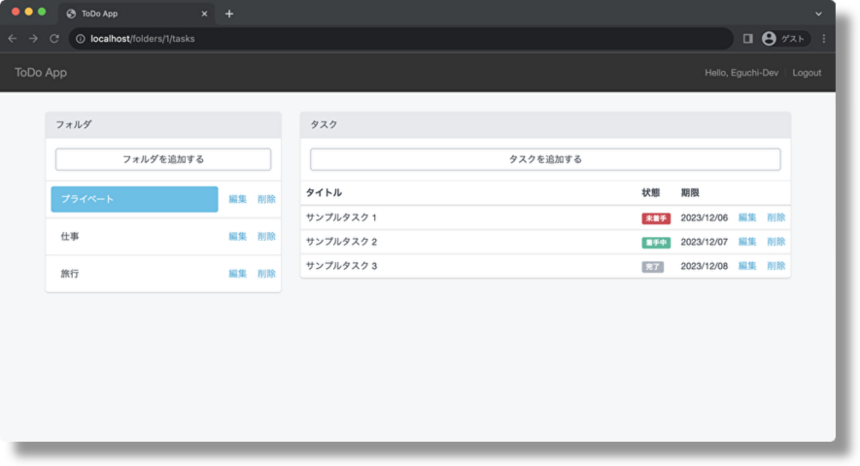 ToDo App
localhost/folders/1/tasks
ゲスト
ToDo App
Hello, Eguchi-Dev
Logout
フォルダ
フォルダを追加する
プライベート 編集 削除
仕事 編集 削除
旅行 編集 削除
タスク
タスクを追加する
タイトル 状態 期限
サンプルタスク 1 未着手 2023/12/06 編集 削除
サンプルタスク 2 着手中 2023/12/07 編集 削除
サンプルタスク 3 完了 2023/12/08 編集 削除